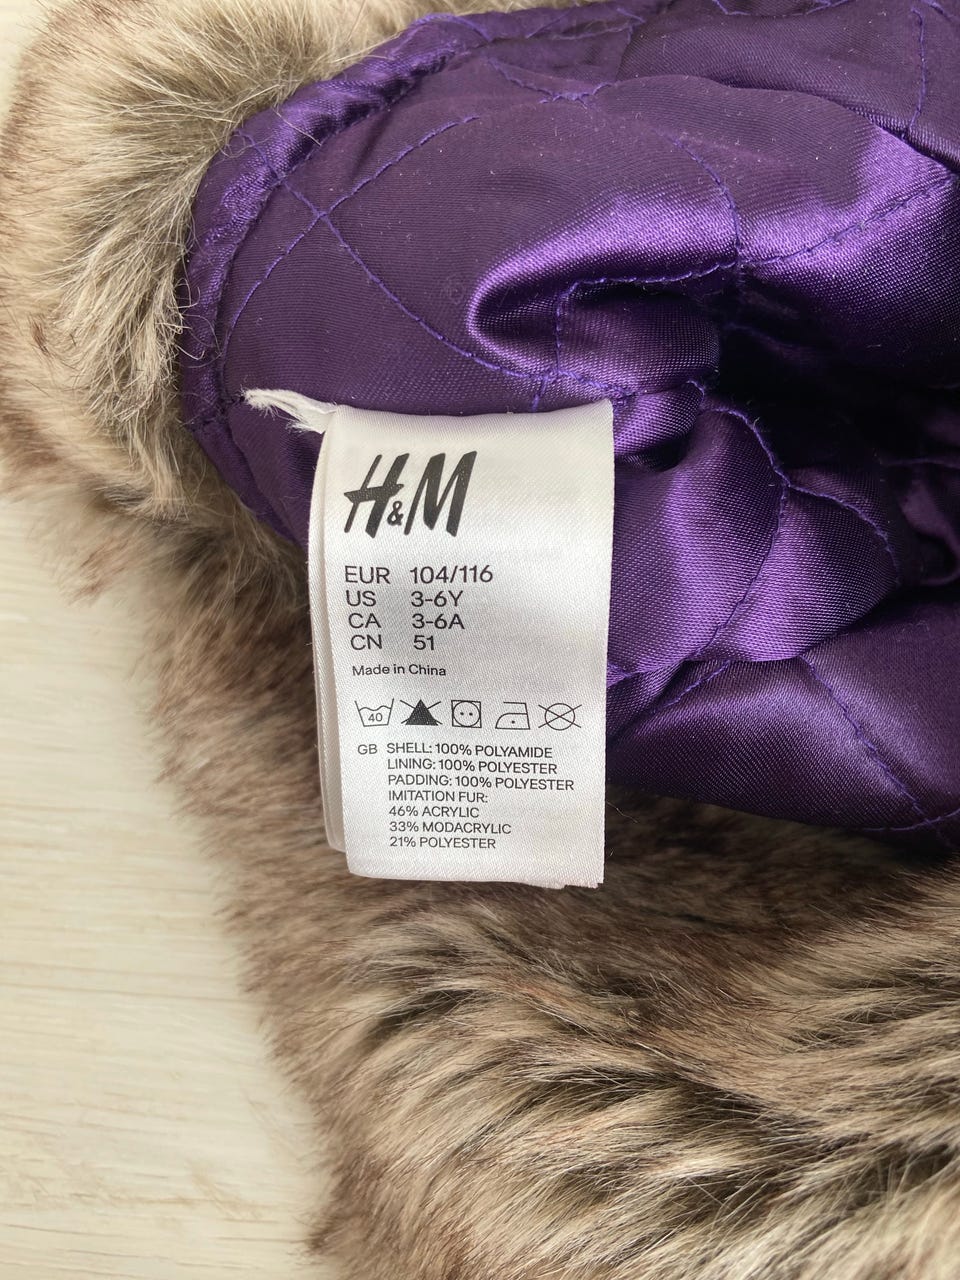 H&M
EUR 104/116
US 3-6Y
CA 3-6A
CN 51
Made in China
40
GB SHELL: 100% POLYAMIDE
LINING: 100% POLYESTER
PADDING: 100% POLYESTER
IMITATION FUR:
46% ACRYLIC
33% MODACRYLIC
21% POLYESTER